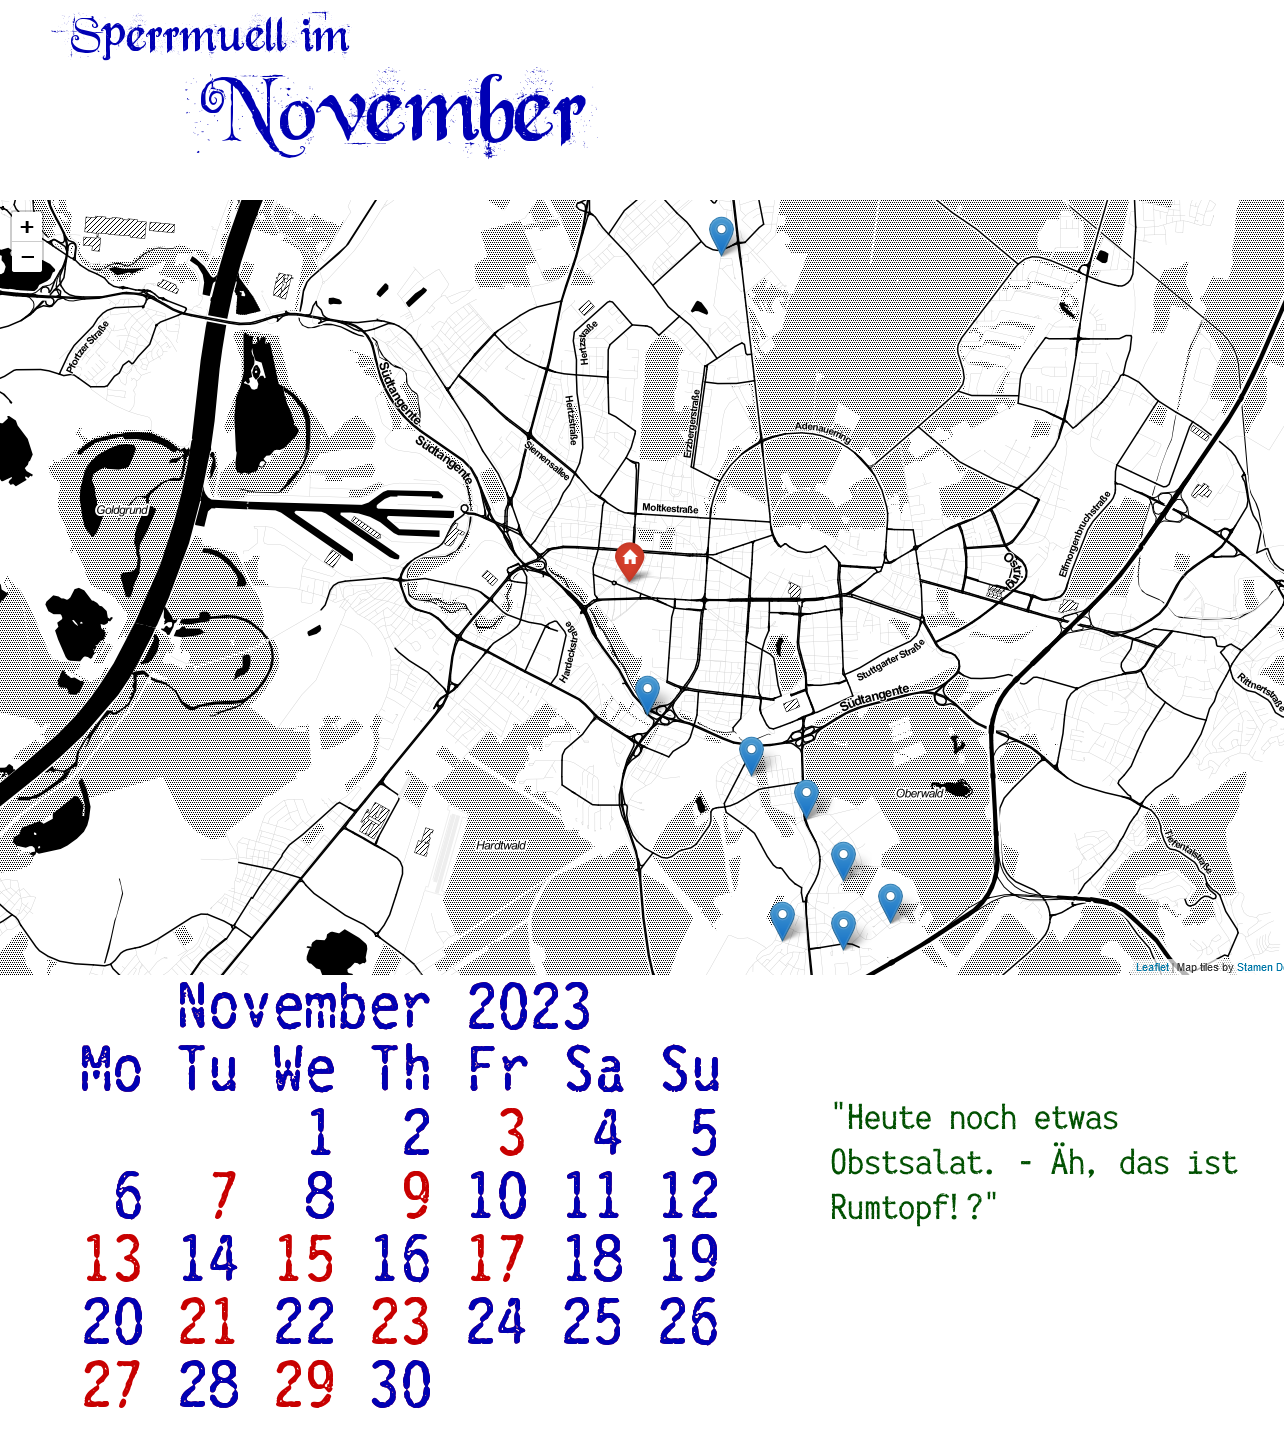 Sperrmuell im
November
+
−
Pfortzer Straße
Südtangente
Südtangente
Hertzstraße
Hertzstraße
Siemensallee
Erzbergerstraße
Adenauerring
Moltkestraße
Goldgrund
Elfmorgenbruchstraße
Ostring
Hardeckstraße
Stuttgarter Straße
Südtangente
Rittnertstraße
Oberwald
Hardtwald
Tiefentalstraße
Leaflet | Map tiles by Stamen D
November 2023
Mo Tu We Th Fr Sa Su
1 2 3 4 5
6 7 8 9 10 11 12
13 14 15 16 17 18 19
20 21 22 23 24 25 26
27 28 29 30
"Heute noch etwas
Obstsalat. - Äh, das ist
Rumtopf!?"